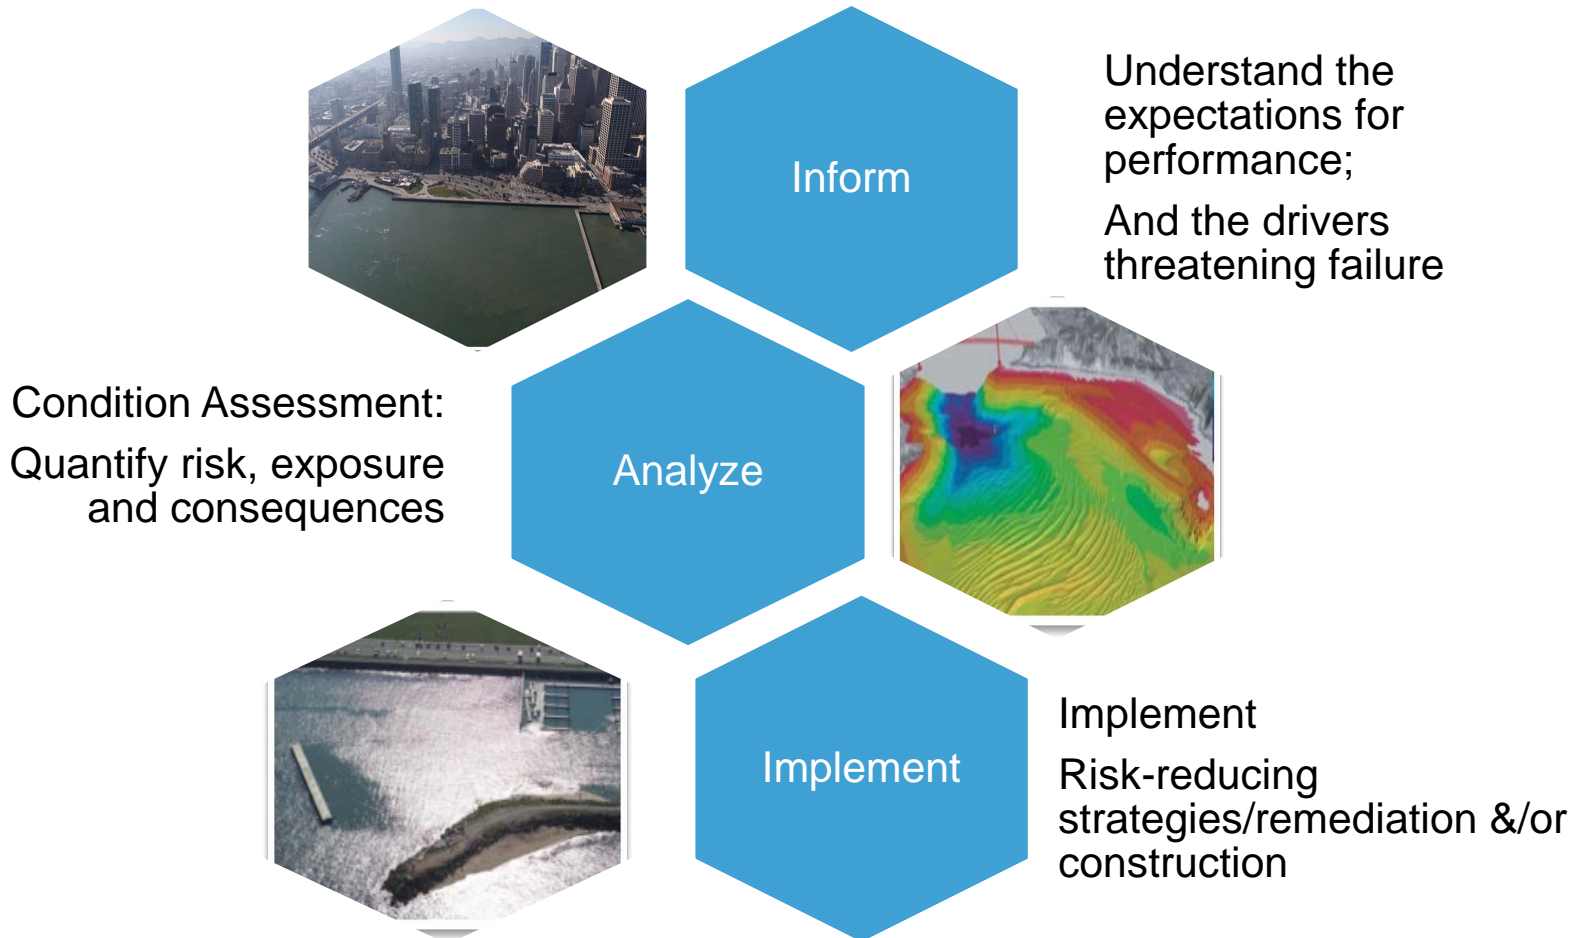 Inform
Understand the
expectations for
performance;
And the drivers
threatening failure
Condition Assessment:
Quantify risk, exposure
and consequences
Analyze
Implement
Implement
Risk-reducing
strategies/remediation &/or
construction